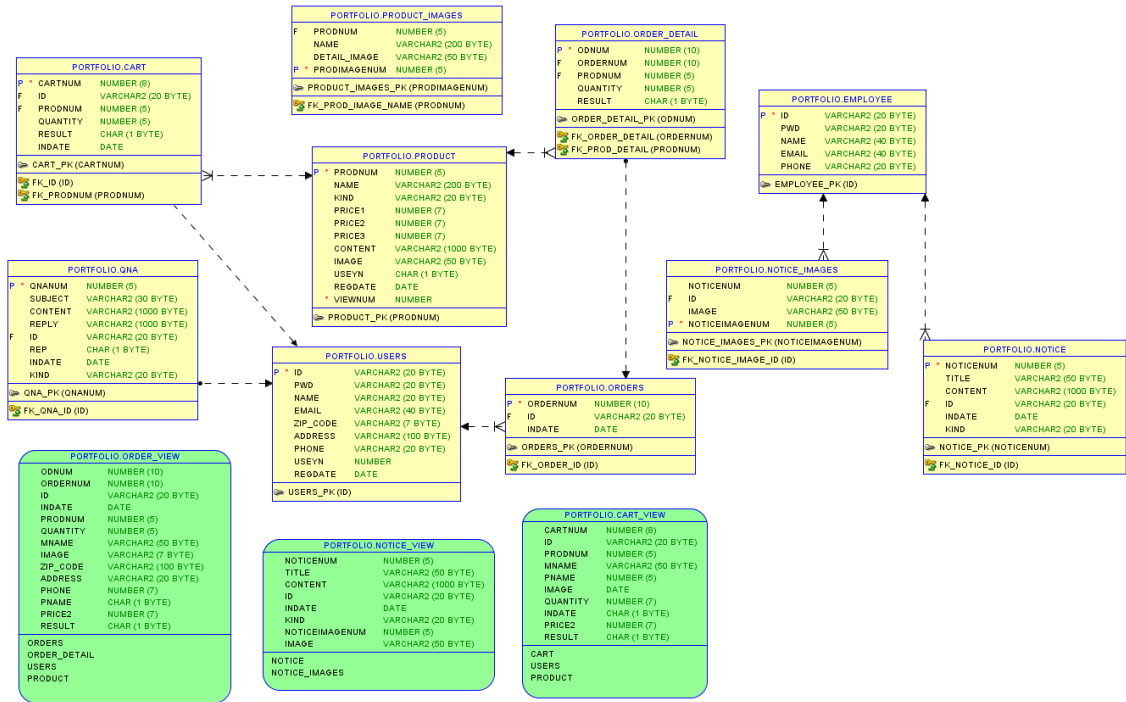 PORTFOLIO.PRODUCT_IMAGES
F PRODNUM NUMBER (5)
NAME VARCHAR2 (200 BYTE)
DETAIL_IMAGE VARCHAR2 (50 BYTE)
P * PRODIMAGENUM NUMBER (5)
PRODUCT_IMAGES_PK (PRODIMAGENUM)
FK_PROD_IMAGE_NAME (PRODNUM)
PORTFOLIO.ORDER_DETAIL
P * ODNUM NUMBER (10)
F ORDERNUM NUMBER (10)
F PRODNUM NUMBER (5)
QUANTITY NUMBER (5)
RESULT CHAR (1 BYTE)
ORDER_DETAIL_PK (ODNUM)
FK_ORDER_DETAIL (ORDERNUM)
FK_PROD_DETAIL (PRODNUM)
PORTFOLIO.CART
P * CARTNUM NUMBER (8)
F ID VARCHAR2 (20 BYTE)
F PRODNUM NUMBER (5)
QUANTITY NUMBER (5)
RESULT CHAR (1 BYTE)
INDATE DATE
CART_PK (CARTNUM)
FK_ID (ID)
FK_PRODNUM (PRODNUM)
PORTFOLIO.EMPLOYEE
P * ID VARCHAR2 (20 BYTE)
PWD VARCHAR2 (20 BYTE)
NAME VARCHAR2 (40 BYTE)
EMAIL VARCHAR2 (40 BYTE)
PHONE VARCHAR2 (20 BYTE)
EMPLOYEE_PK (ID)
PORTFOLIO.PRODUCT
P * PRODNUM NUMBER (5)
NAME VARCHAR2 (200 BYTE)
KIND VARCHAR2 (20 BYTE)
PRICE1 NUMBER (7)
PRICE2 NUMBER (7)
PRICE3 NUMBER (7)
CONTENT VARCHAR2 (1000 BYTE)
IMAGE VARCHAR2 (50 BYTE)
USEYN CHAR (1 BYTE)
REGDATE DATE
* VIEWNUM NUMBER
PRODUCT_PK (PRODNUM)
PORTFOLIO.QNA
P * QNANUM NUMBER (5)
SUBJECT VARCHAR2 (30 BYTE)
CONTENT VARCHAR2 (1000 BYTE)
REPLY VARCHAR2 (1000 BYTE)
F ID VARCHAR2 (20 BYTE)
REP CHAR (1 BYTE)
INDATE DATE
KIND VARCHAR2 (20 BYTE)
QNA_PK (QNANUM)
FK_QNA_ID (ID)
PORTFOLIO.NOTICE_IMAGES
NOTICENUM NUMBER (5)
F ID VARCHAR2 (20 BYTE)
IMAGE VARCHAR2 (50 BYTE)
P * NOTICEIMAGENUM NUMBER (5)
NOTICE_IMAGES_PK (NOTICEIMAGENUM)
FK_NOTICE_IMAGE_ID (ID)
PORTFOLIO.NOTICE
P * NOTICENUM NUMBER (5)
TITLE VARCHAR2 (50 BYTE)
CONTENT VARCHAR2 (1000 BYTE)
F ID VARCHAR2 (20 BYTE)
INDATE DATE
KIND VARCHAR2 (20 BYTE)
NOTICE_PK (NOTICENUM)
FK_NOTICE_ID (ID)
PORTFOLIO.USERS
P * ID VARCHAR2 (20 BYTE)
PWD VARCHAR2 (20 BYTE)
NAME VARCHAR2 (20 BYTE)
EMAIL VARCHAR2 (40 BYTE)
ZIP_CODE VARCHAR2 (7 BYTE)
ADDRESS VARCHAR2 (100 BYTE)
PHONE VARCHAR2 (20 BYTE)
USEYN NUMBER
REGDATE DATE
USERS_PK (ID)
PORTFOLIO.ORDERS
P * ORDERNUM NUMBER (10)
F ID VARCHAR2 (20 BYTE)
INDATE DATE
ORDERS_PK (ORDERNUM)
FK_ORDER_ID (ID)
PORTFOLIO.ORDER_VIEW
ODNUM NUMBER (10)
ORDERNUM NUMBER (10)
ID VARCHAR2 (20 BYTE)
INDATE DATE
PRODNUM NUMBER (5)
QUANTITY NUMBER (5)
MNAME VARCHAR2 (50 BYTE)
IMAGE VARCHAR2 (7 BYTE)
ZIP_CODE VARCHAR2 (100 BYTE)
ADDRESS VARCHAR2 (20 BYTE)
PHONE NUMBER (7)
PNAME CHAR (1 BYTE)
PRICE2 NUMBER (7)
RESULT CHAR (1 BYTE)
ORDERS
ORDER_DETAIL
USERS
PRODUCT
PORTFOLIO.NOTICE_VIEW
NOTICENUM NUMBER (5)
TITLE VARCHAR2 (50 BYTE)
CONTENT VARCHAR2 (1000 BYTE)
ID VARCHAR2 (20 BYTE)
INDATE DATE
KIND VARCHAR2 (20 BYTE)
NOTICEIMAGENUM NUMBER (5)
IMAGE VARCHAR2 (50 BYTE)
NOTICE
NOTICE_IMAGES
PORTFOLIO.CART_VIEW
CARTNUM NUMBER (8)
ID VARCHAR2 (20 BYTE)
PRODNUM NUMBER (5)
MNAME VARCHAR2 (50 BYTE)
PNAME NUMBER (5)
IMAGE DATE
QUANTITY NUMBER (7)
INDATE CHAR (1 BYTE)
PRICE2 NUMBER (7)
RESULT CHAR (1 BYTE)
CART
USERS
PRODUCT